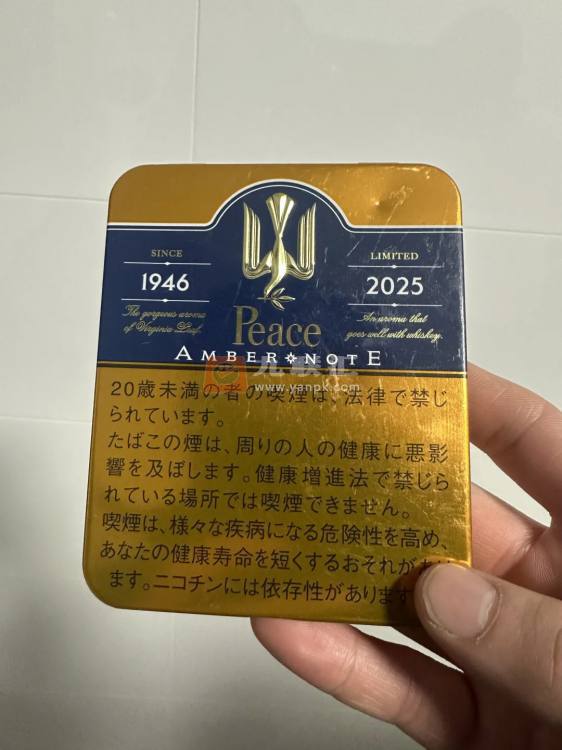 SINCE
1946
The gorgeous aroma
of Virginia Leaf.
LIMITED
2025
An aroma that
goes well with whiskey.
Peace
AMBER NOTE
www.yanpk.com
20歳未満の者の喫煙は、法律で禁じ
られています。
たばこの煙は、周りの人の健康に悪影
響を及ぼします。健康増進法で禁じら
れている場所では喫煙できません。
喫煙は、様々な疾病になる危険性を高め、
あなたの健康寿命を短くするおそれがあり
ます。ニコチンには依存性があります